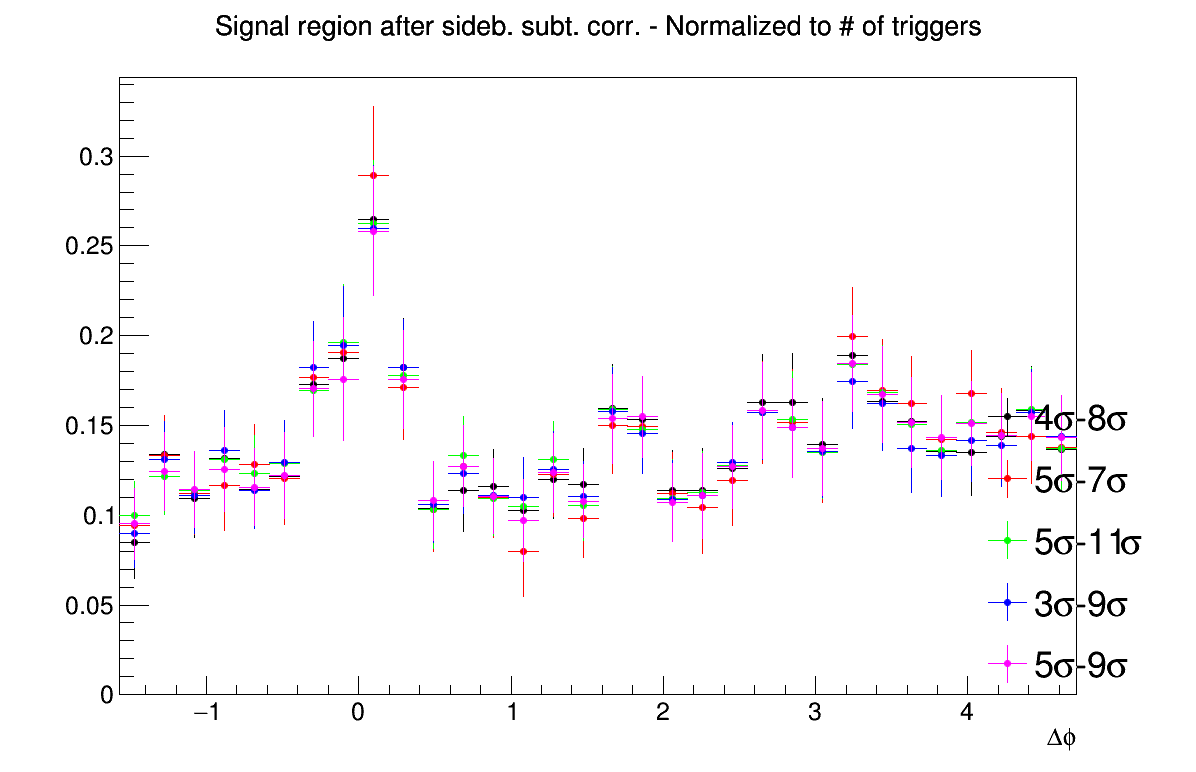 Signal region after sideb. subt. corr. - Normalized to # of triggers
0.3
0.25
0.2
0.15
0.1
0.05
0
−1
0
1
2
3
4
Δϕ
4σ-8σ
5σ-7σ
5σ-11σ
3σ-9σ
5σ-9σ